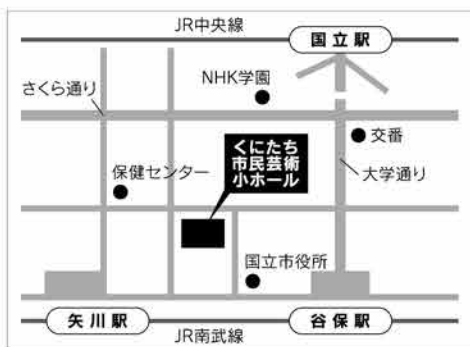 JR中央線
国立駅
NHK学園
さくら通り
くにたち
市民芸術
小ホール
交番
保健センター
大学通り
国立市役所
矢川駅
谷保駅
JR南武線